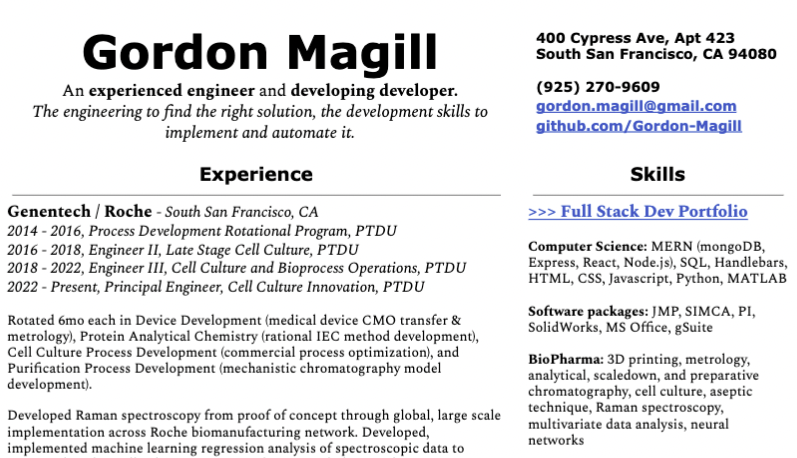 Gordon Magill
An experienced engineer and developing developer.
The engineering to find the right solution, the development skills to
implement and automate it.
400 Cypress Ave, Apt 423
South San Francisco, CA 94080
(925) 270-9609
gordon.magill@gmail.com
github.com/Gordon-Magill
Experience
Genentech / Roche - South San Francisco, CA
2014 - 2016, Process Development Rotational Program, PTDU
2016 - 2018, Engineer II, Late Stage Cell Culture, PTDU
2018 - 2022, Engineer III, Cell Culture and Bioprocess Operations, PTDU
2022 - Present, Principal Engineer, Cell Culture Innovation, PTDU
Rotated 6mo each in Device Development (medical device CMO transfer &
metrology), Protein Analytical Chemistry (rational IEC method development),
Cell Culture Process Development (commercial process optimization), and
Purification Process Development (mechanistic chromatography model
development).
Developed Raman spectroscopy from proof of concept through global, large scale
implementation across Roche biomanufacturing network. Developed,
implemented machine learning regression analysis of spectroscopic data to
Skills
>>> Full Stack Dev Portfolio
Computer Science: MERN (mongoDB,
Express, React, Node.js), SQL, Handlebars,
HTML, CSS, Javascript, Python, MATLAB
Software packages: JMP, SIMCA, PI,
SolidWorks, MS Office, gSuite
BioPharma: 3D printing, metrology,
analytical, scaledown, and preparative
chromatography, cell culture, aseptic
technique, Raman spectroscopy,
multivariate data analysis, neural
networks